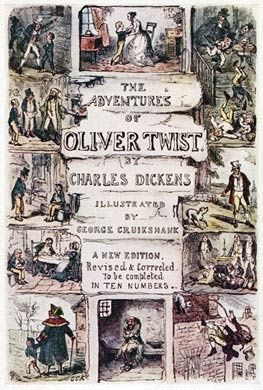 THE
ADVENTURES
OF
OLIVER TWIST.
BY
CHARLES DICKENS
ILLUSTRATED
BY
GEORGE CRUIKSHANK
A NEW EDITION,
Revised & Corrected.
To be completed
IN TEN NUMBERS.